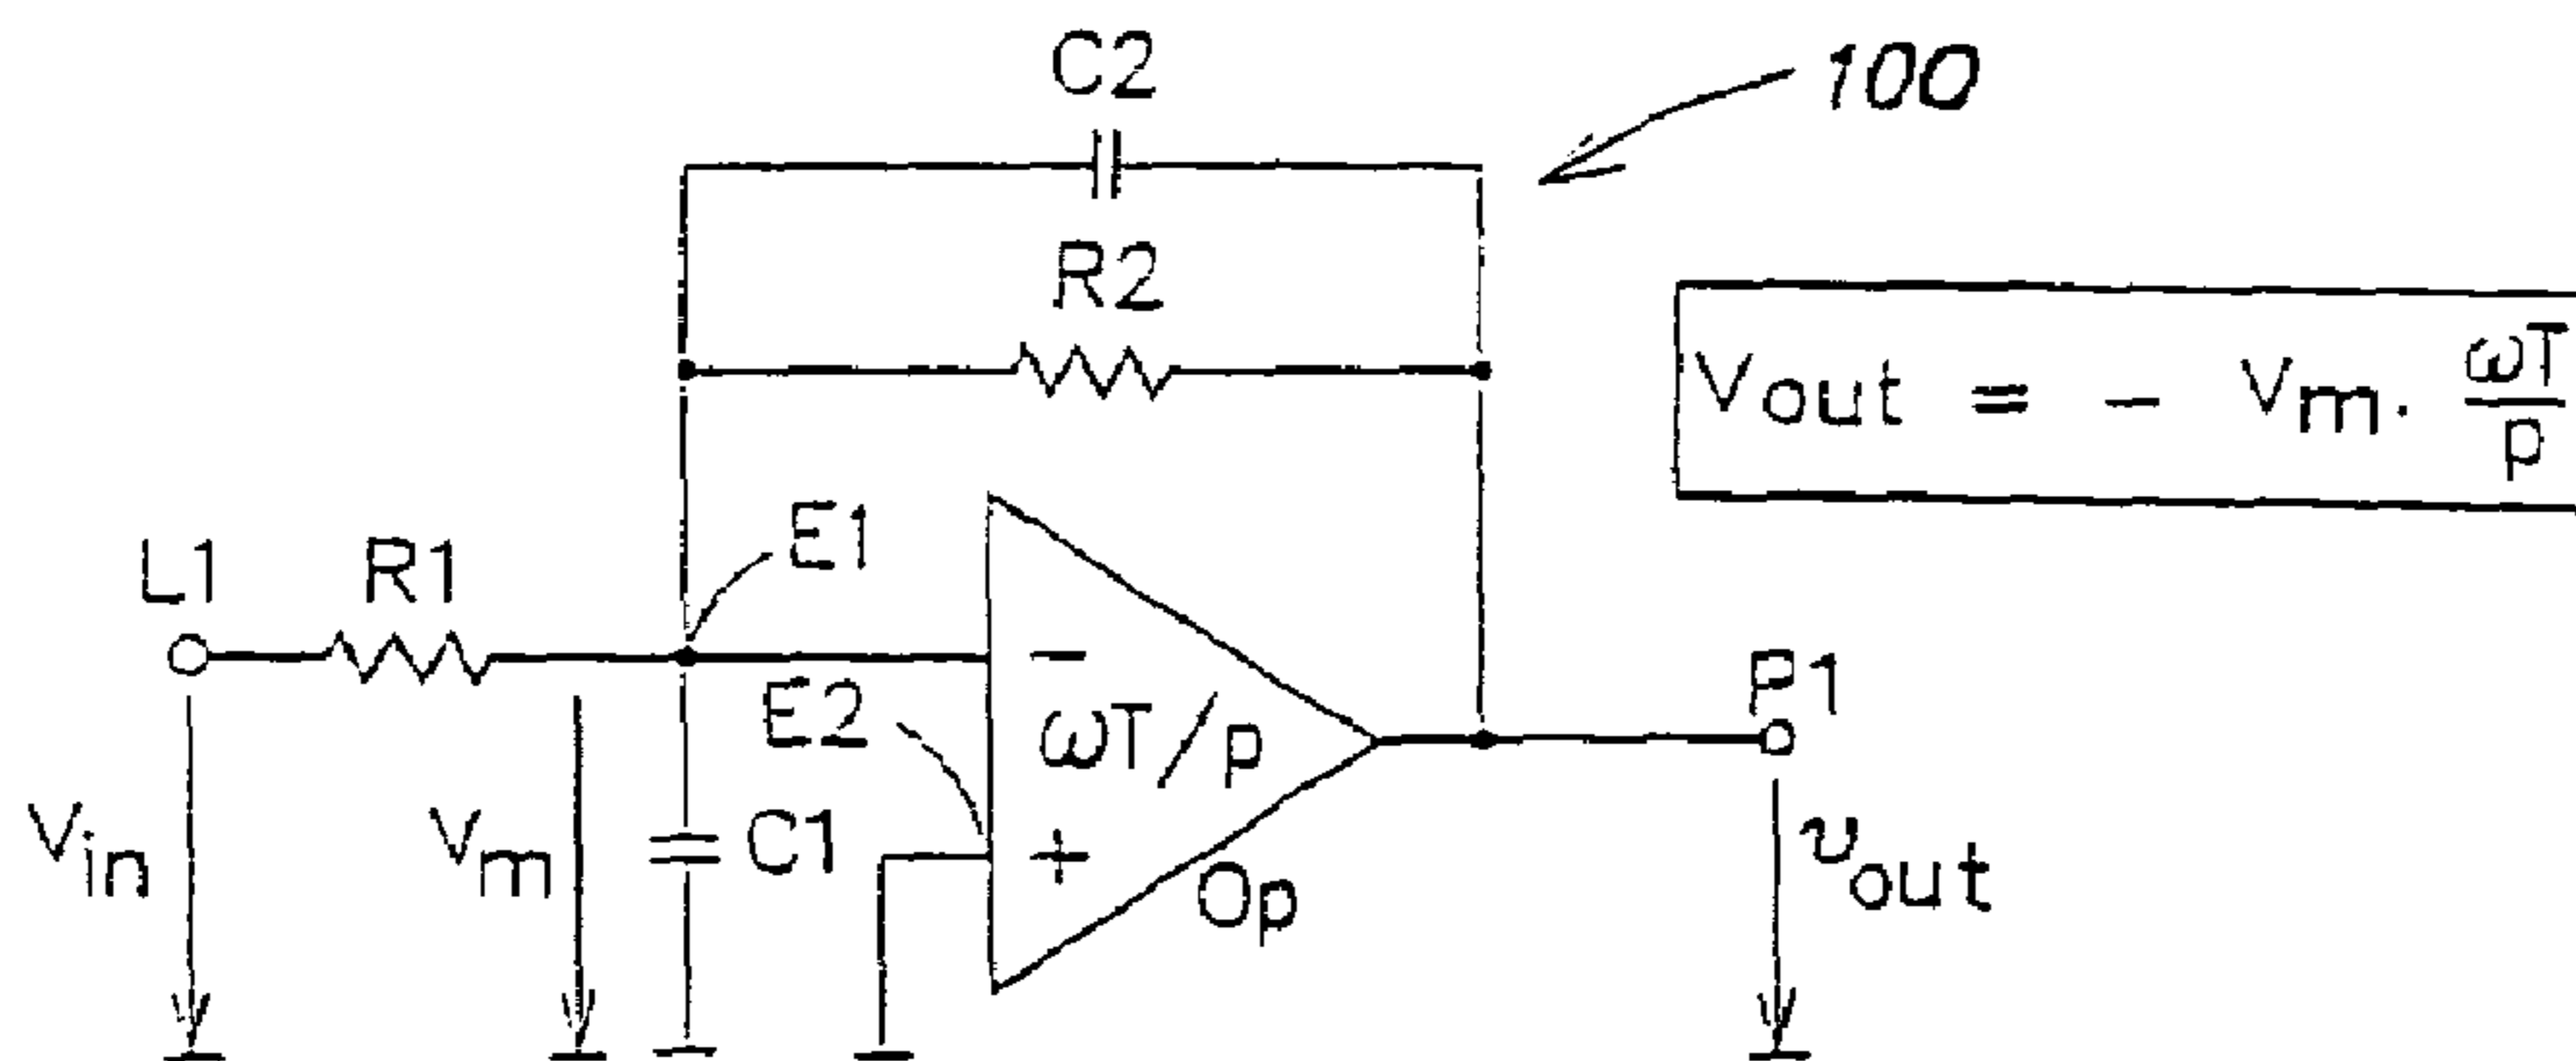 C2
100
R2
Vout = - Vm. ωT/p
E1
L1
R1
E2
-
ωT/p
P1
Vin
Vm
C1
+
Op
vout